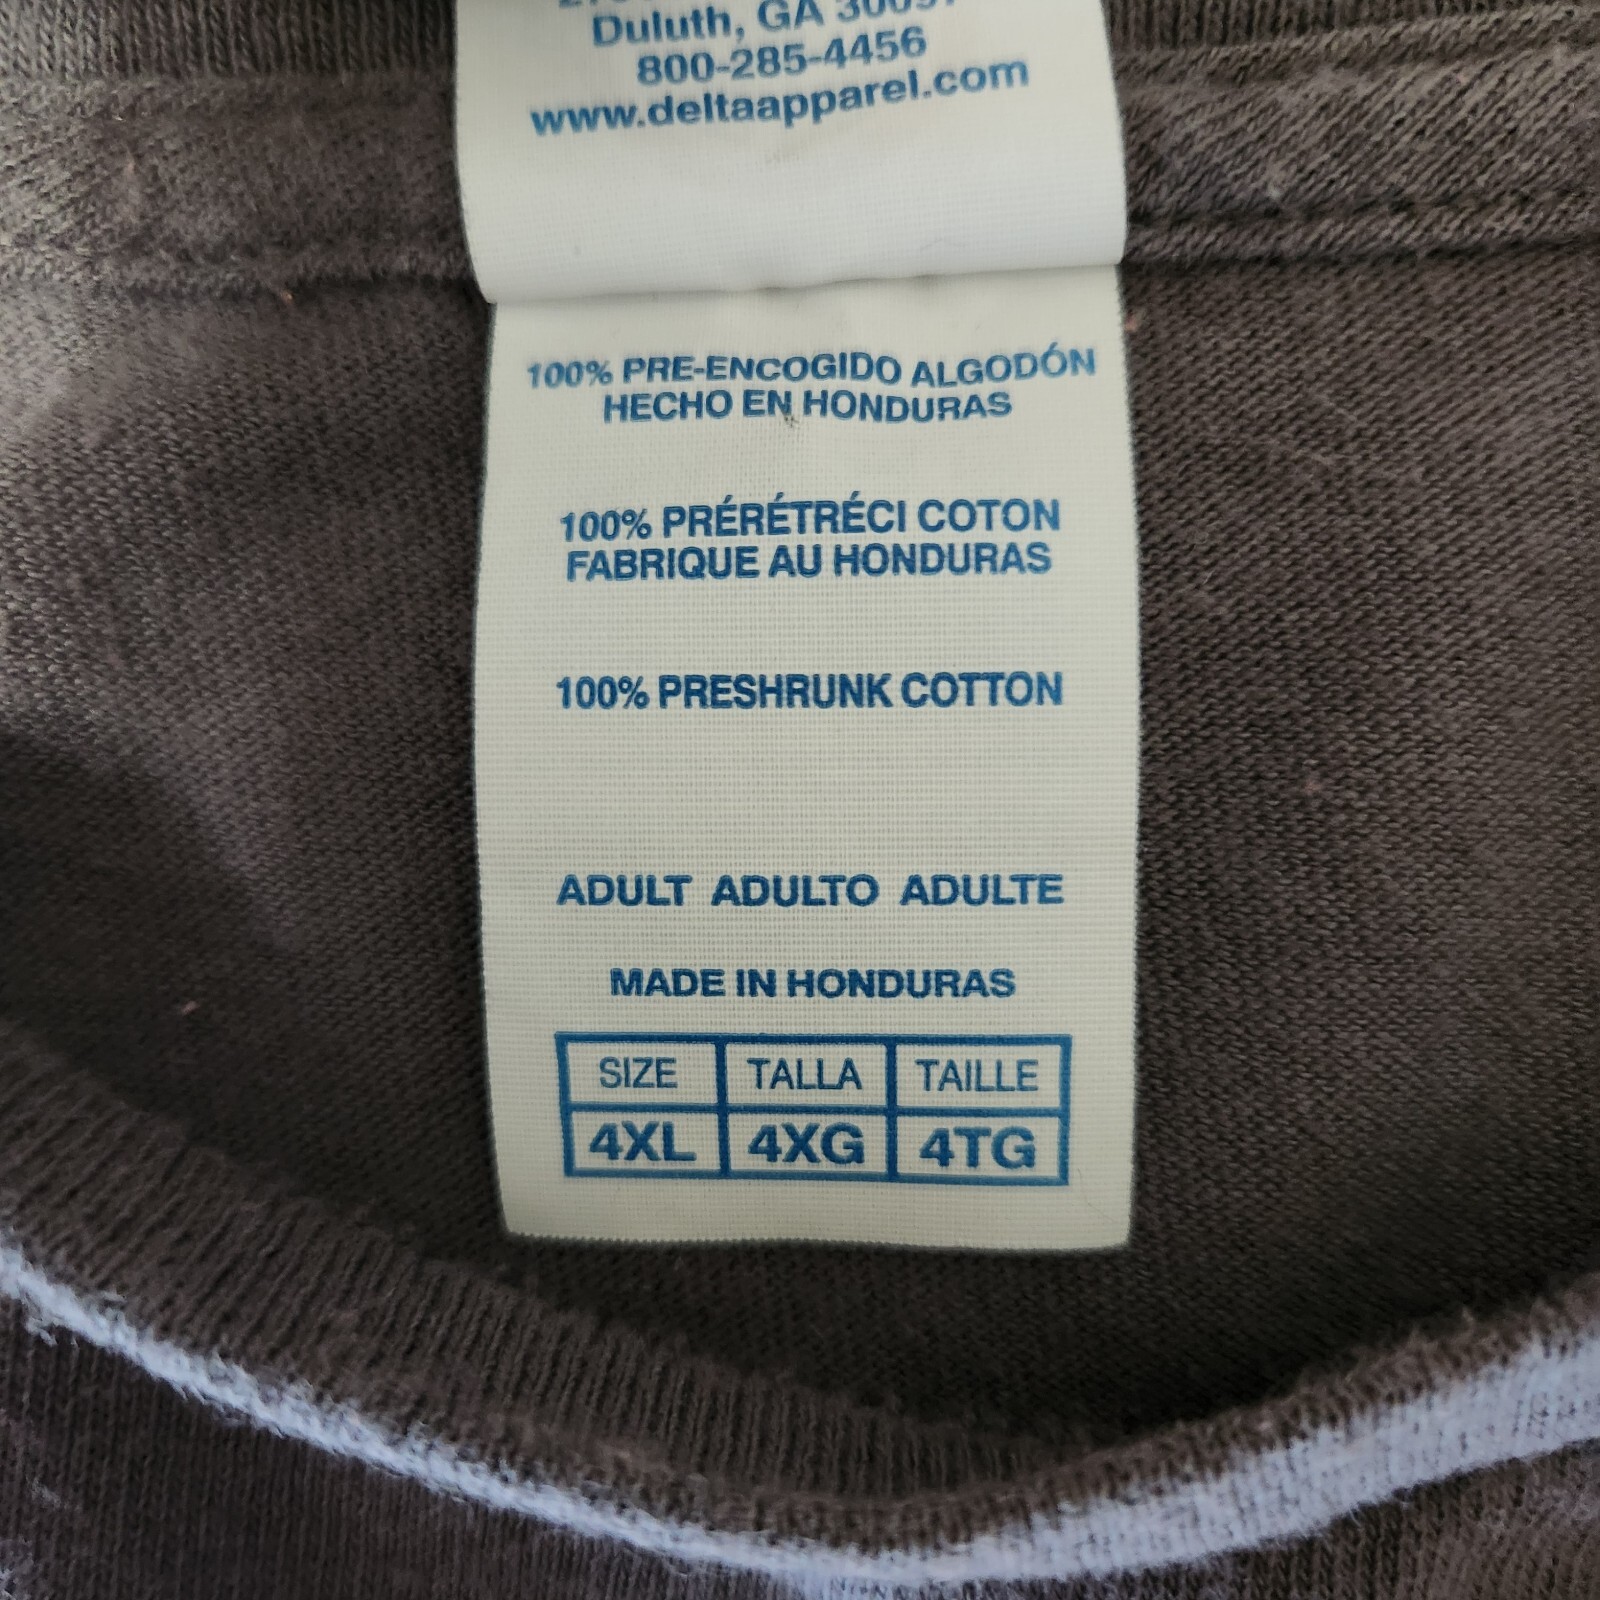 Duluth, GA
800-285-4456
www.deltaapparel.com
100% PRE-ENCOGIDO ALGODÓN
HECHO EN HONDURAS
100% PRÉRÉTRÉCI COTON
FABRIQUE AU HONDURAS
100% PRESHRUNK COTTON
ADULT ADULTO ADULTE
MADE IN HONDURAS
SIZE TALLA TAILLE
4XL 4XG 4TG